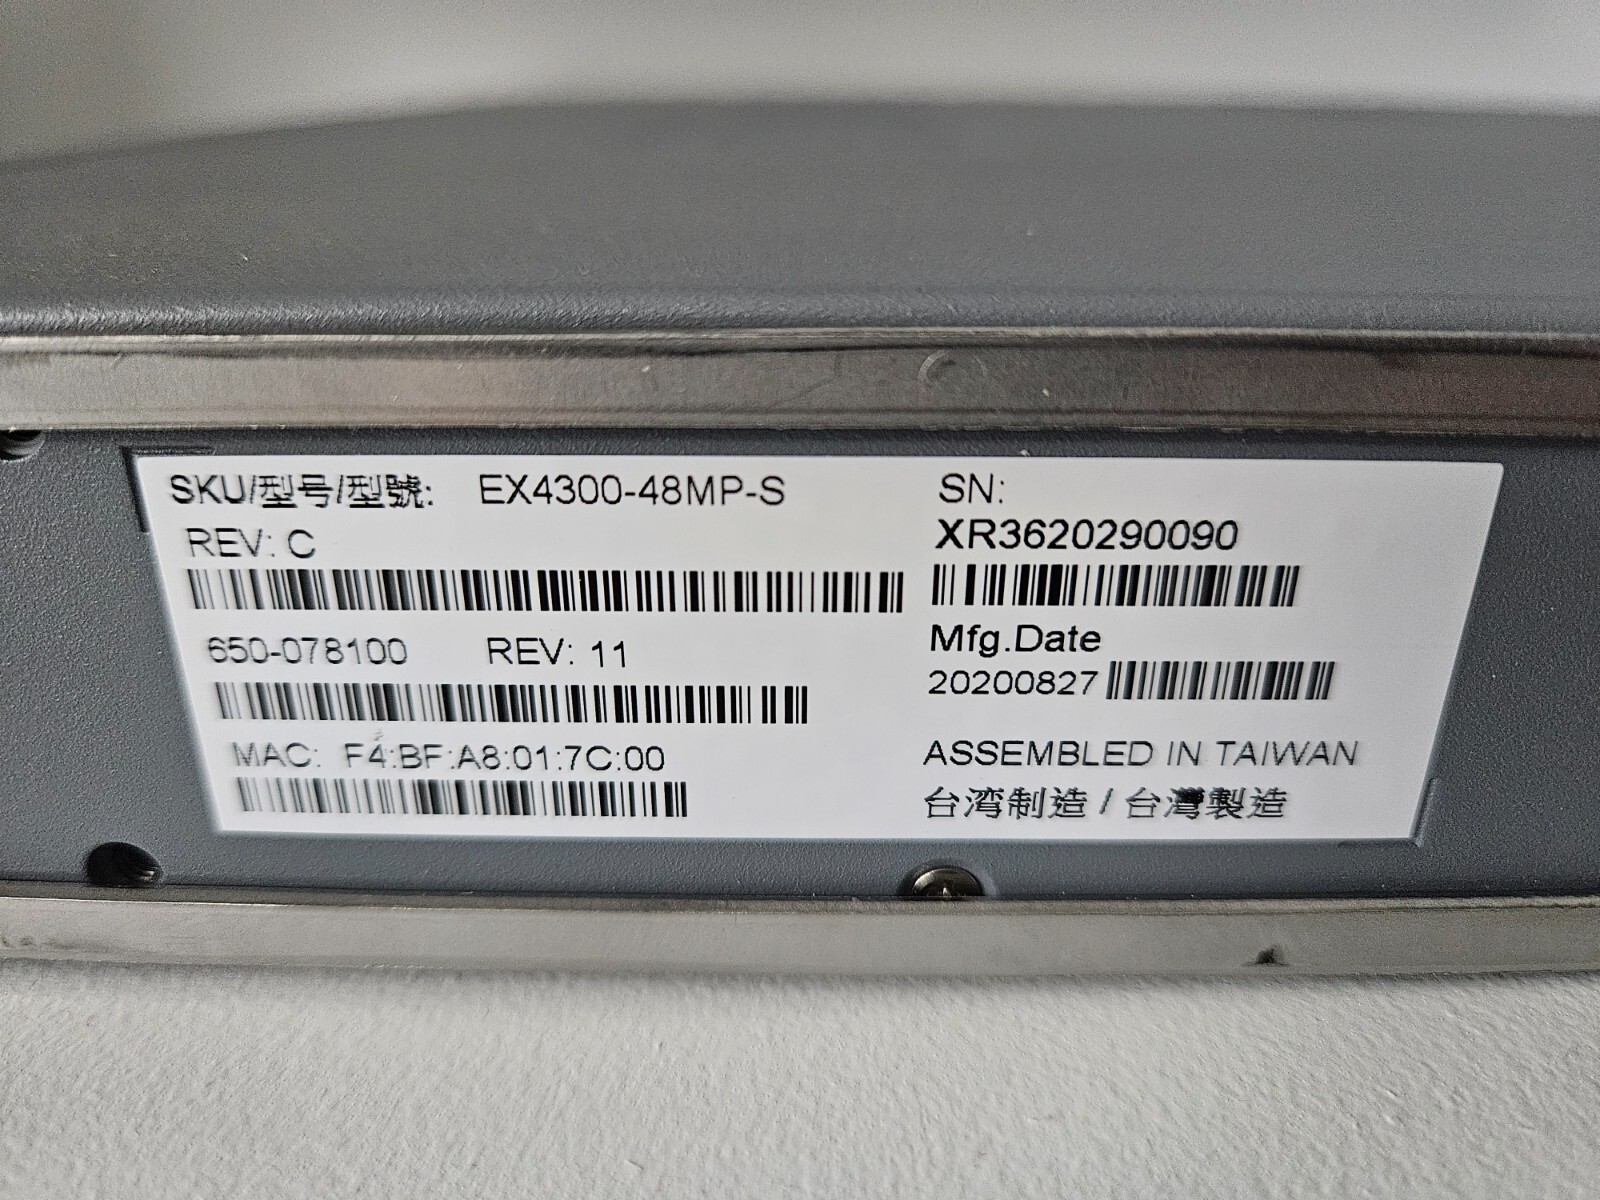 SKU/型号/型號: EX4300-48MP-S
REV: C
650-078100 REV: 11
MAC: F4:BF:A8:01:7C:00
SN:
XR3620290090
Mfg.Date
20200827
ASSEMBLED IN TAIWAN
台湾制造 / 台灣製造